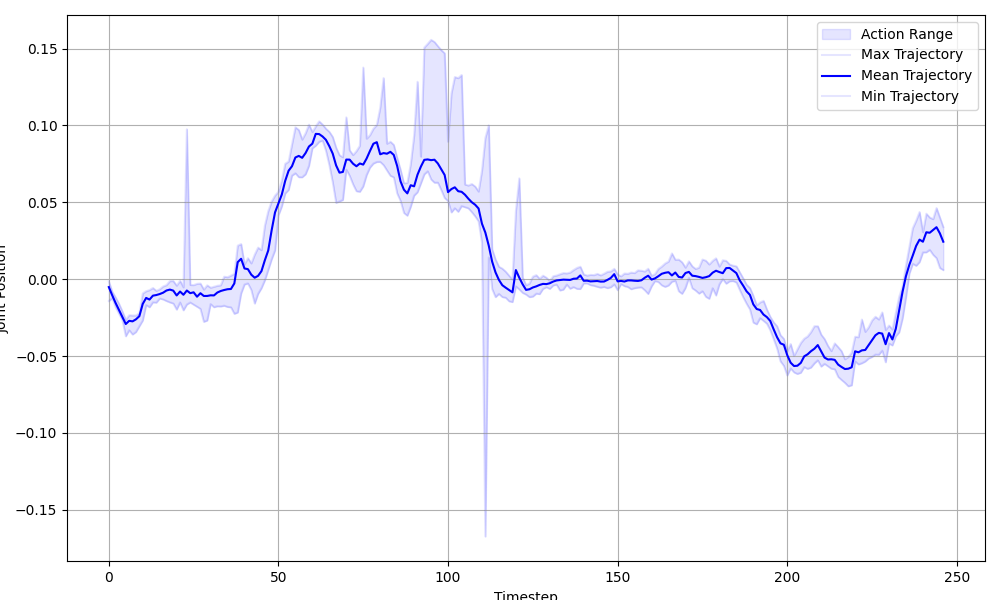 Action Range
Max Trajectory
Mean Trajectory
Min Trajectory
0.15
0.10
0.05
0.00
−0.05
−0.10
−0.15
Joint Position
0
50
100
150
200
250
Timestep